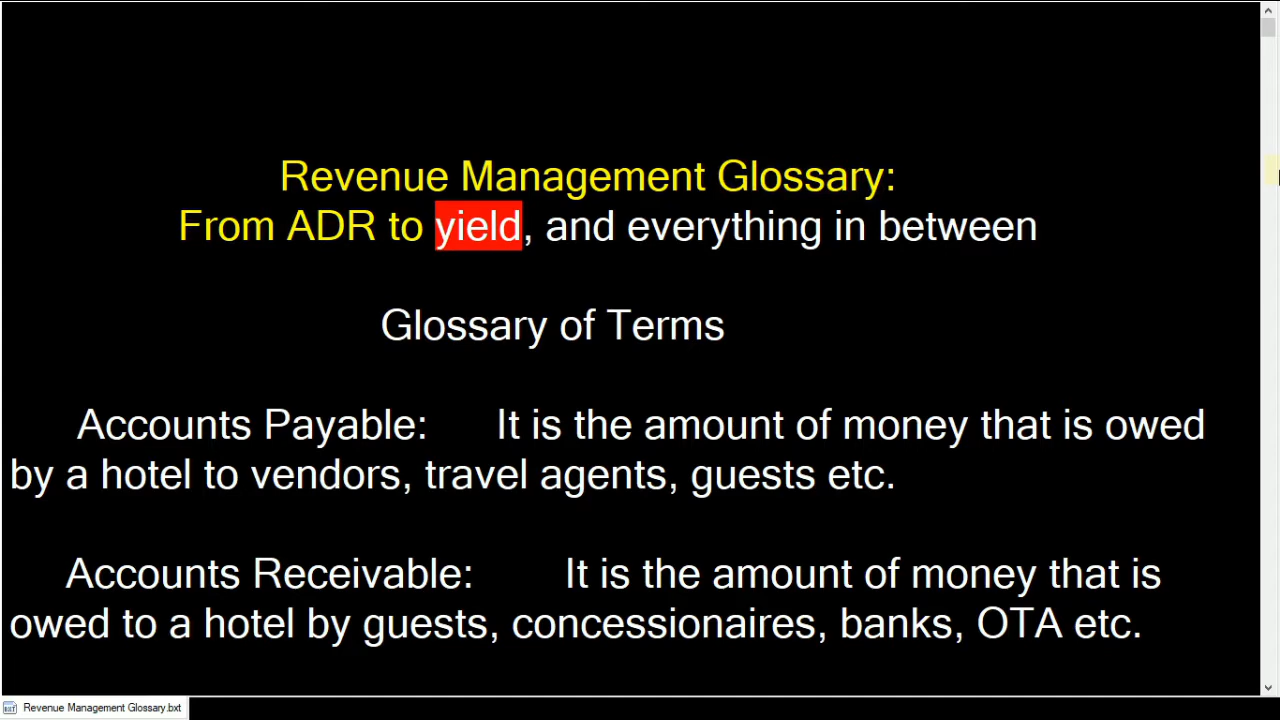 Revenue Management Glossary:
From ADR to yield, and everything in between
Glossary of Terms
Accounts Payable: It is the amount of money that is owed
by a hotel to vendors, travel agents, guests etc.
Accounts Receivable: It is the amount of money that is
owed to a hotel by guests, concessionaires, banks, OTA etc.
Revenue Management Glossary.bxt